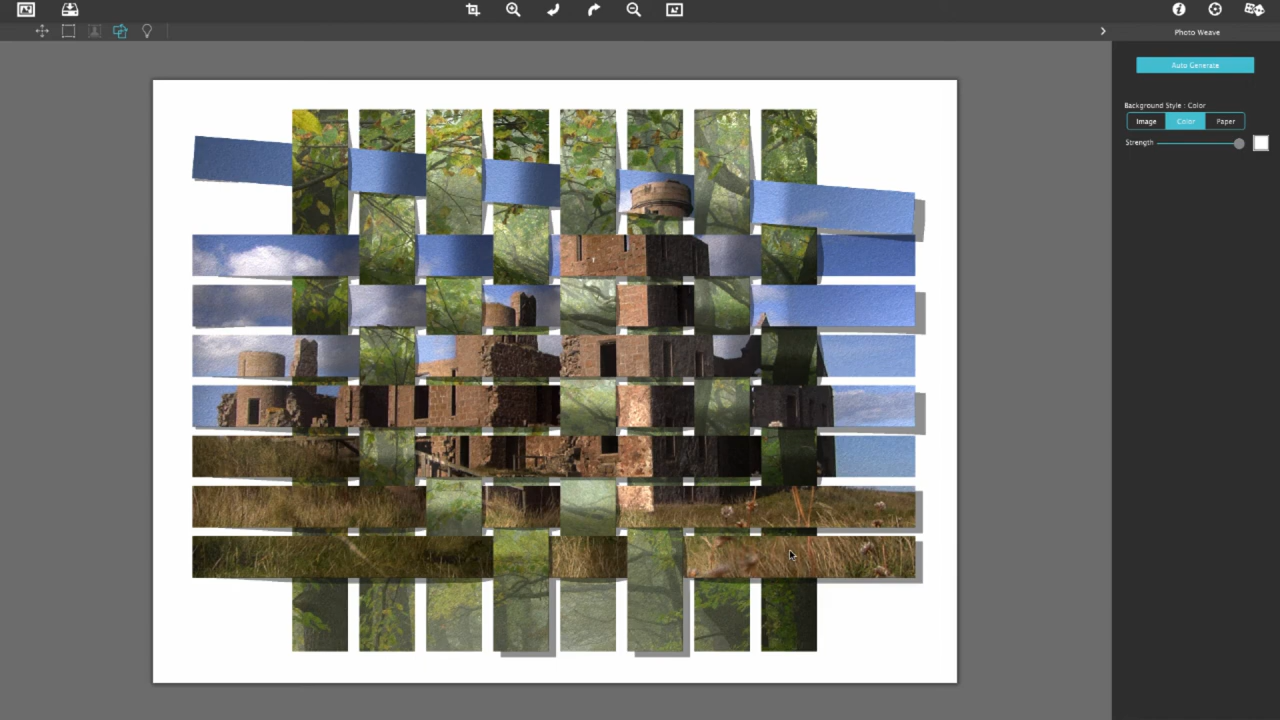 Photo Weave
Auto Generate
Background Style : Color
Image Color Paper
Strength